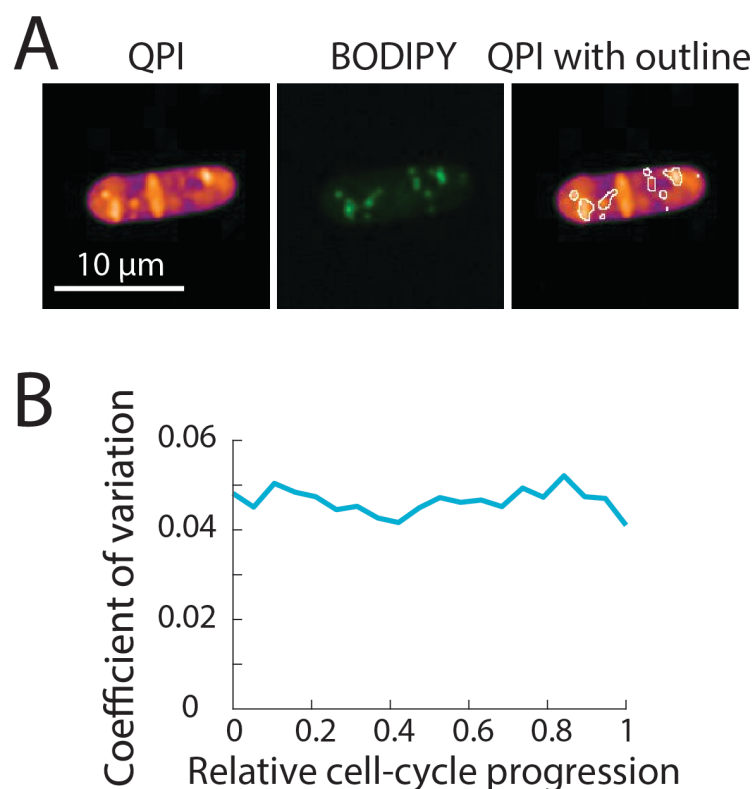 A
QPI
BODIPY
QPI with outline
10 μm
B
Coefficient of variation
0.06
0.04
0.02
0
0 0.2 0.4 0.6 0.8 1
Relative cell-cycle progression